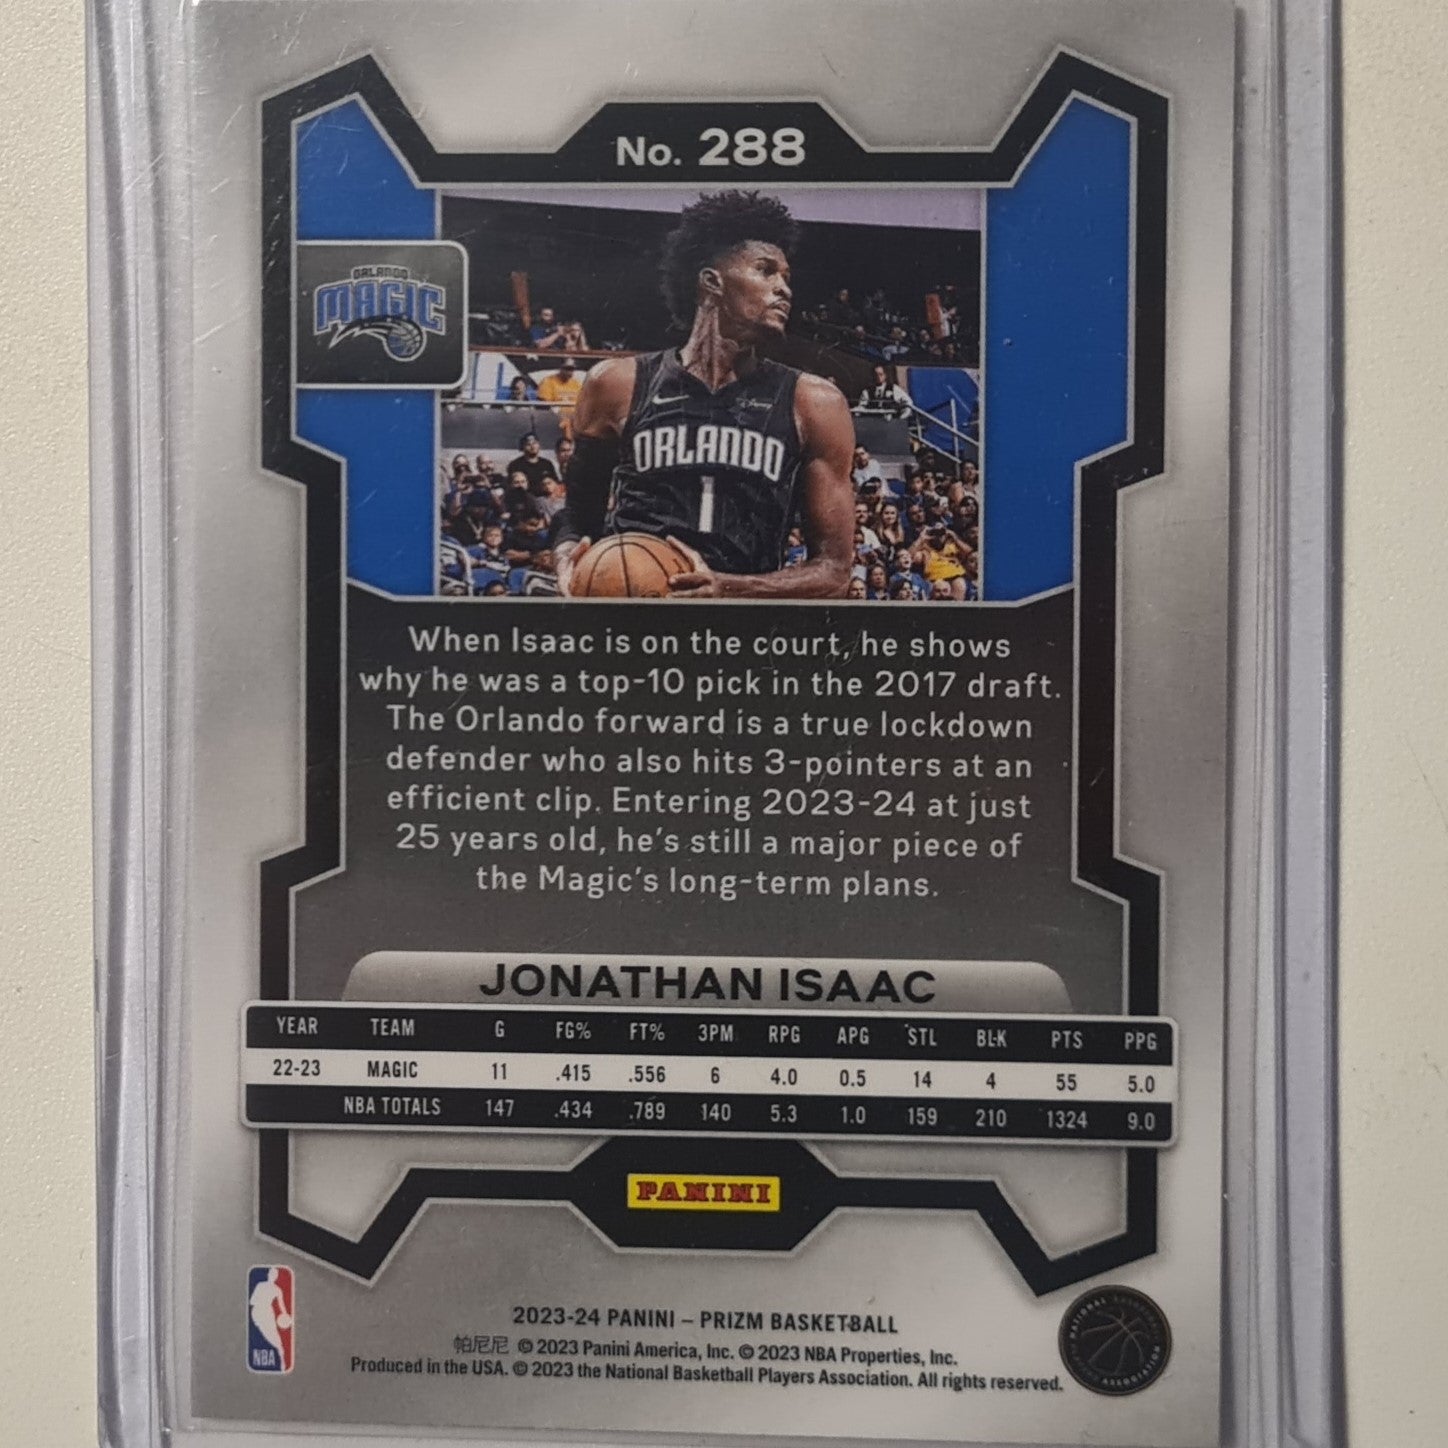 No. 288
ORLANDO
MAGIC
Disney
ORLANDO
1
When Isaac is on the court, he shows
why he was a top-10 pick in the 2017 draft.
The Orlando forward is a true lockdown
defender who also hits 3-pointers at an
efficient clip. Entering 2023-24 at just
25 years old, he's still a major piece of
the Magic's long-term plans.
JONATHAN ISAAC
YEAR TEAM G FG% FT% 3PM RPG APG STL BLK PTS PPG
22-23 MAGIC 11 .415 .556 6 4.0 0.5 14 4 55 5.0
NBA TOTALS 147 .434 .789 140 5.3 1.0 159 210 1324 9.0
PANINI
NBA
2023-24 PANINI – PRIZM BASKETBALL
帕尼尼 © 2023 Panini America, Inc. © 2023 NBA Properties, Inc.
Produced in the USA. © 2023 the National Basketball Players Association. All rights reserved.
NATIONAL BASKETBALL PLAYERS ASSOCIATION